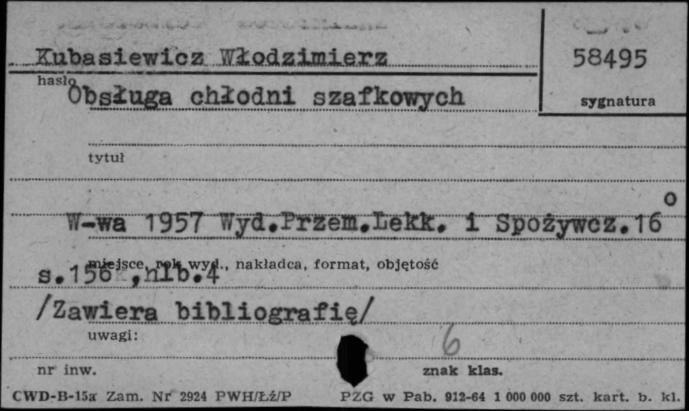 Kubasiewicz Włodzimierz
58495
hasło
Obsługa chłodni szafkowych
sygnatura
tytuł
W-wa 1957 Wyd.Przem.Lekk. i Spożywcz.16°
miejsce, rok wyd., nakładca, format, objętość
s.156 ,nlb.4
/Zawiera bibliografię/
uwagi:
6
nr inw.
znak klas.
CWD-B-15a Zam. Nr 2924 PWH/Łź/P PZG w Pab. 912-64 1 000 000 szt. kart. b. kl.